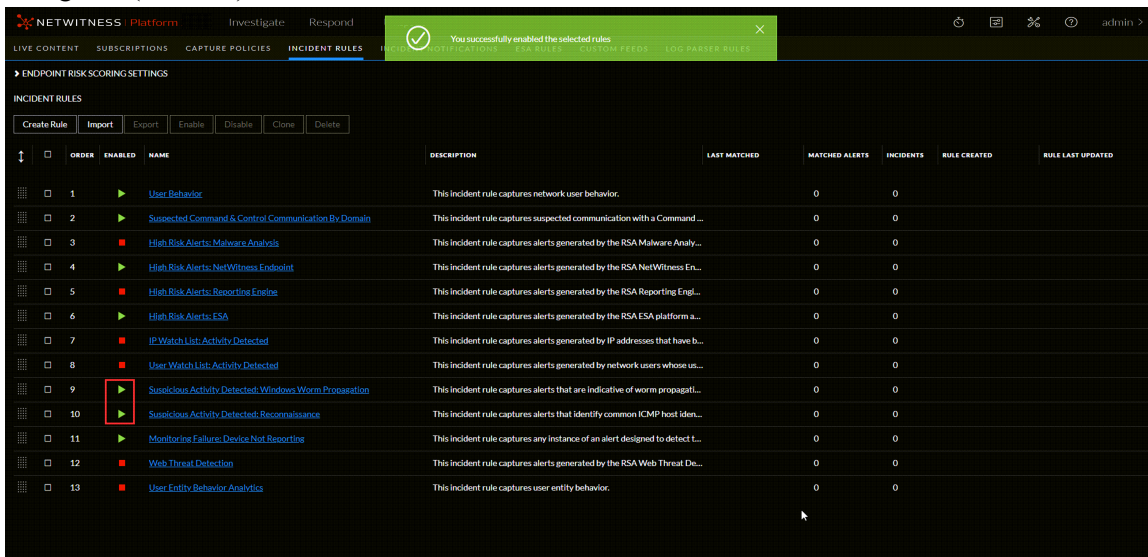 NETWITNESS Platform Investigate Respond admin >
You successfully enabled the selected rules
LIVE CONTENT SUBSCRIPTIONS CAPTURE POLICIES INCIDENT RULES INCIDENT NOTIFICATIONS ESA RULES CUSTOM FEEDS LOG PARSER RULES
ENDPOINT RISK SCORING SETTINGS
INCIDENT RULES
Create Rule Import Export Enable Disable Clone Delete
ORDER ENABLED NAME DESCRIPTION LAST MATCHED MATCHED ALERTS INCIDENTS RULE CREATED RULE LAST UPDATED
1 User Behavior This incident rule captures network user behavior. 0 0
2 Suspected Command & Control Communication By Domain This incident rule captures suspected communication with a Command ... 0 0
3 High Risk Alerts: Malware Analysis This incident rule captures alerts generated by the RSA Malware Analy... 0 0
4 High Risk Alerts: NetWitness Endpoint This incident rule captures alerts generated by the RSA NetWitness En... 0 0
5 High Risk Alerts: Reporting Engine This incident rule captures alerts generated by the RSA Reporting Engi... 0 0
6 High Risk Alerts: ESA This incident rule captures alerts generated by the RSA ESA platform a... 0 0
7 IP Watch List: Activity Detected This incident rule captures alerts generated by IP addresses that have b... 0 0
8 User Watch List: Activity Detected This incident rule captures alerts generated by network users whose us... 0 0
9 Suspicious Activity Detected: Windows Worm Propagation This incident rule captures alerts that are indicative of worm propagati... 0 0
10 Suspicious Activity Detected: Reconnaissance This incident rule captures alerts that identify common ICMP host iden... 0 0
11 Monitoring Failure: Device Not Reporting This incident rule captures any instance of an alert designed to detect t... 0 0
12 Web Threat Detection This incident rule captures alerts generated by the RSA Web Threat De... 0 0
13 User Entity Behavior Analytics This incident rule captures user entity behavior. 0 0